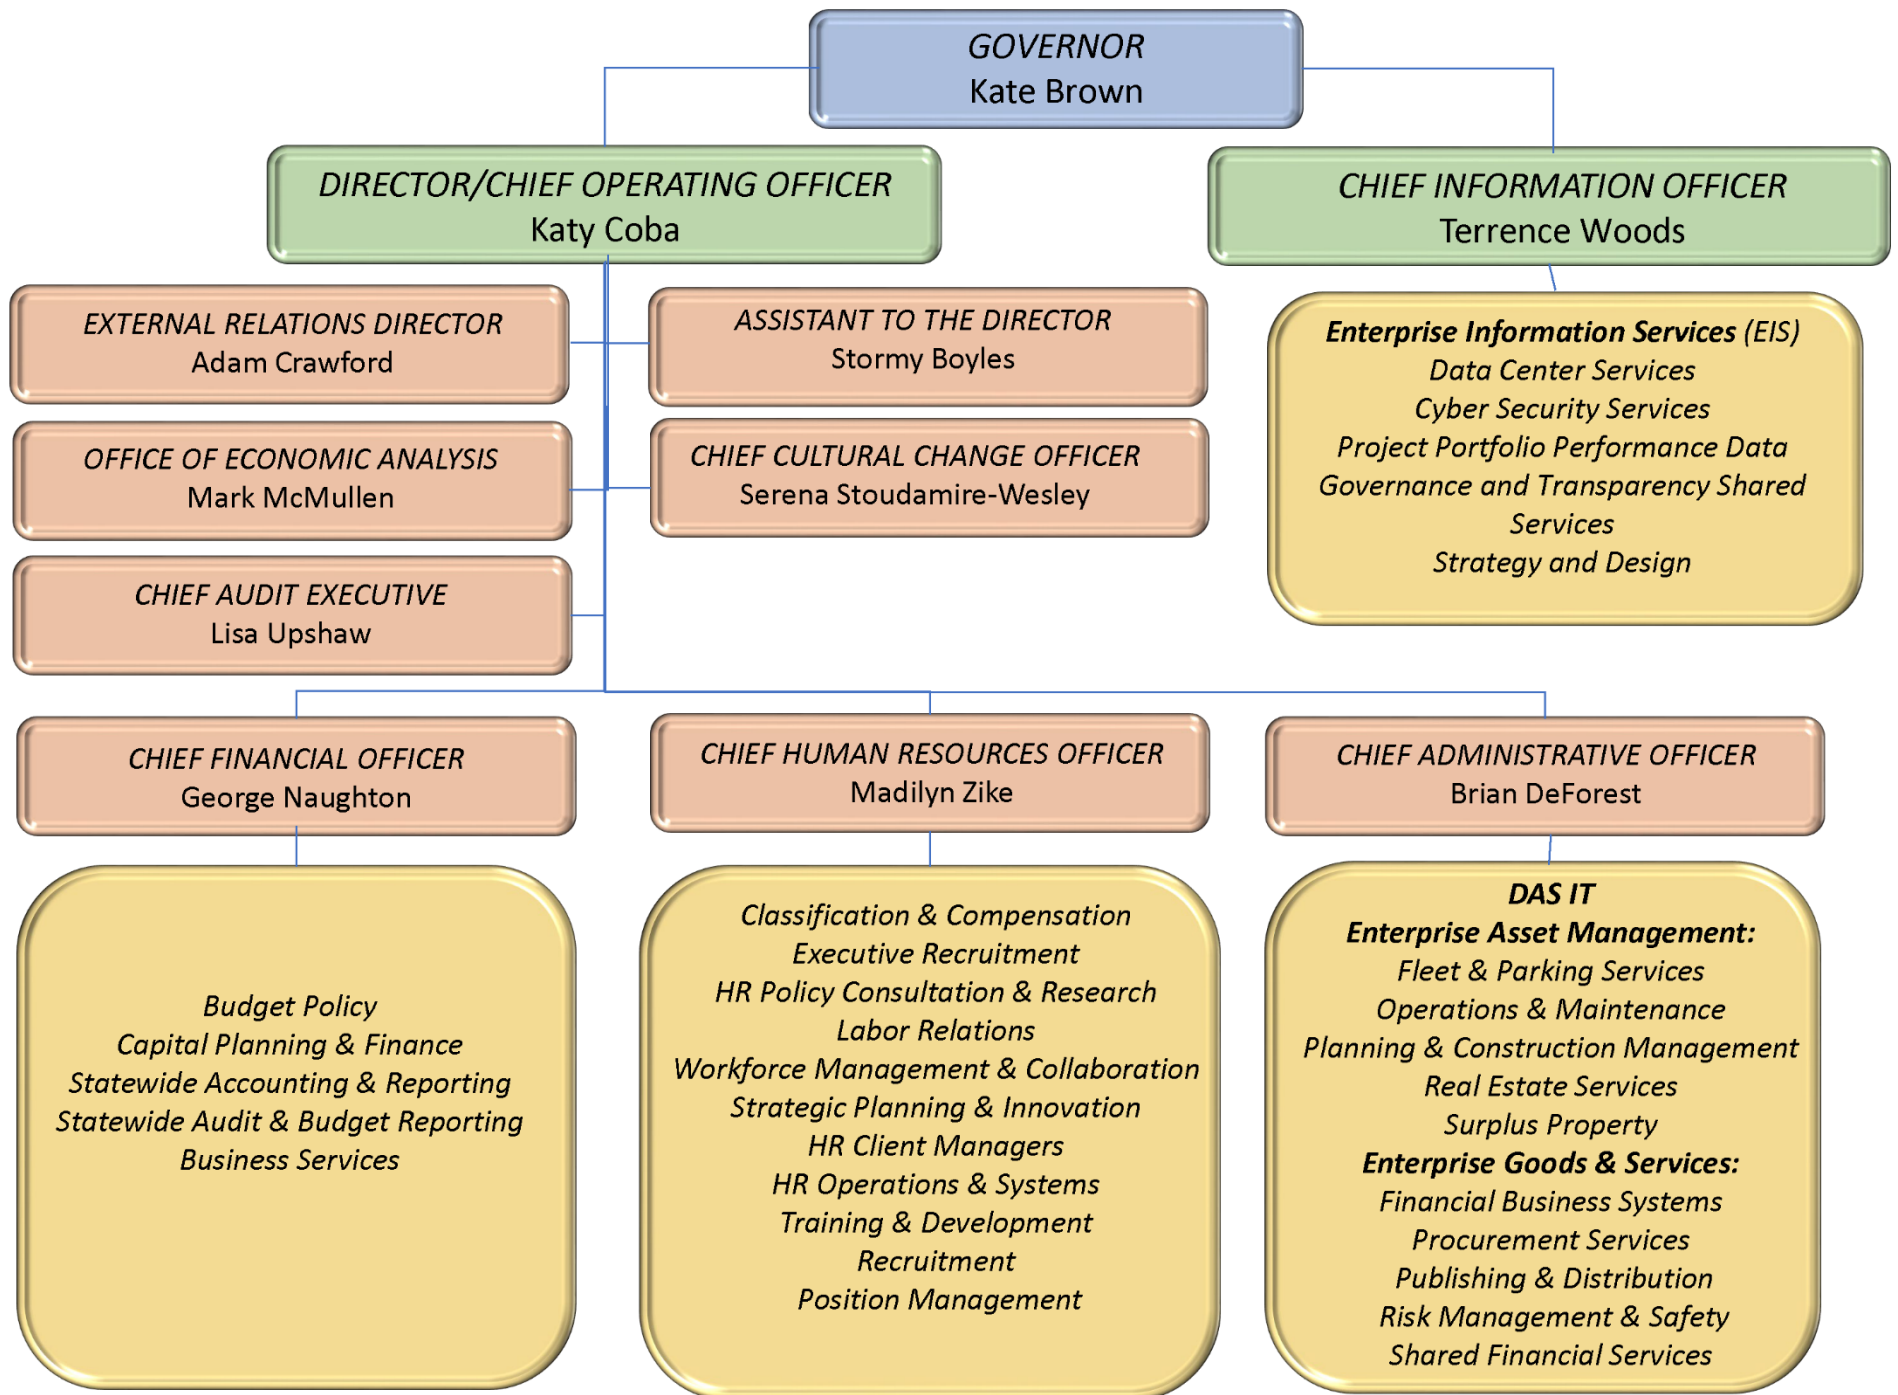 GOVERNOR
Kate Brown
DIRECTOR/CHIEF OPERATING OFFICER
Katy Coba
CHIEF INFORMATION OFFICER
Terrence Woods
EXTERNAL RELATIONS DIRECTOR
Adam Crawford
ASSISTANT TO THE DIRECTOR
Stormy Boyles
OFFICE OF ECONOMIC ANALYSIS
Mark McMullen
CHIEF CULTURAL CHANGE OFFICER
Serena Stoudamire-Wesley
CHIEF AUDIT EXECUTIVE
Lisa Upshaw
Enterprise Information Services (EIS)
Data Center Services
Cyber Security Services
Project Portfolio Performance Data
Governance and Transparency Shared
Services
Strategy and Design
CHIEF FINANCIAL OFFICER
George Naughton
CHIEF HUMAN RESOURCES OFFICER
Madilyn Zike
CHIEF ADMINISTRATIVE OFFICER
Brian DeForest
Budget Policy
Capital Planning & Finance
Statewide Accounting & Reporting
Statewide Audit & Budget Reporting
Business Services
Classification & Compensation
Executive Recruitment
HR Policy Consultation & Research
Labor Relations
Workforce Management & Collaboration
Strategic Planning & Innovation
HR Client Managers
HR Operations & Systems
Training & Development
Recruitment
Position Management
DAS IT
Enterprise Asset Management:
Fleet & Parking Services
Operations & Maintenance
Planning & Construction Management
Real Estate Services
Surplus Property
Enterprise Goods & Services:
Financial Business Systems
Procurement Services
Publishing & Distribution
Risk Management & Safety
Shared Financial Services